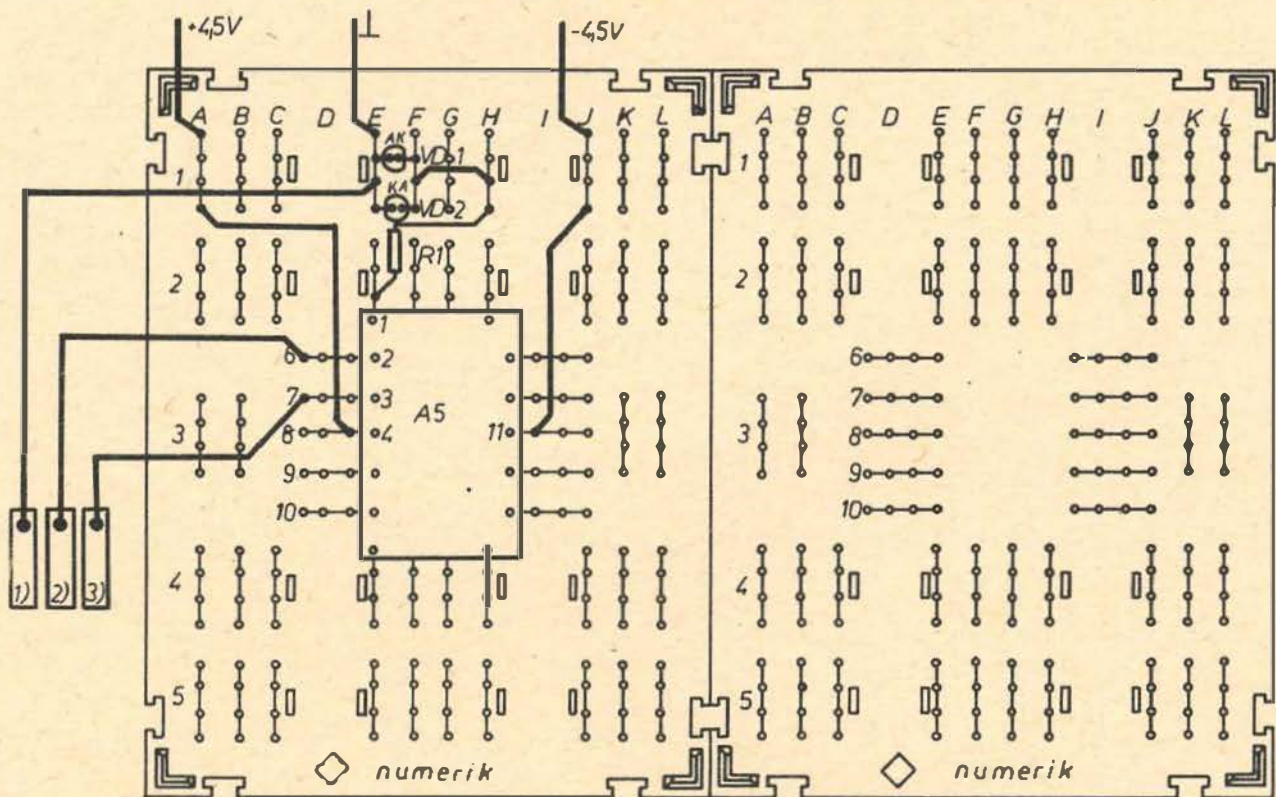 +4,5V ⊥ -4,5V
A B C D E F G H I J K L A B C D E F G H I J K L
AK VD1
1 1
KA VD2
R1
2 2
1
6 2 6
7 3 7
A5
3 8 4 11 3 8
9 9
10 10
1) 2) 3)
4 4
5 5
numerik numerik